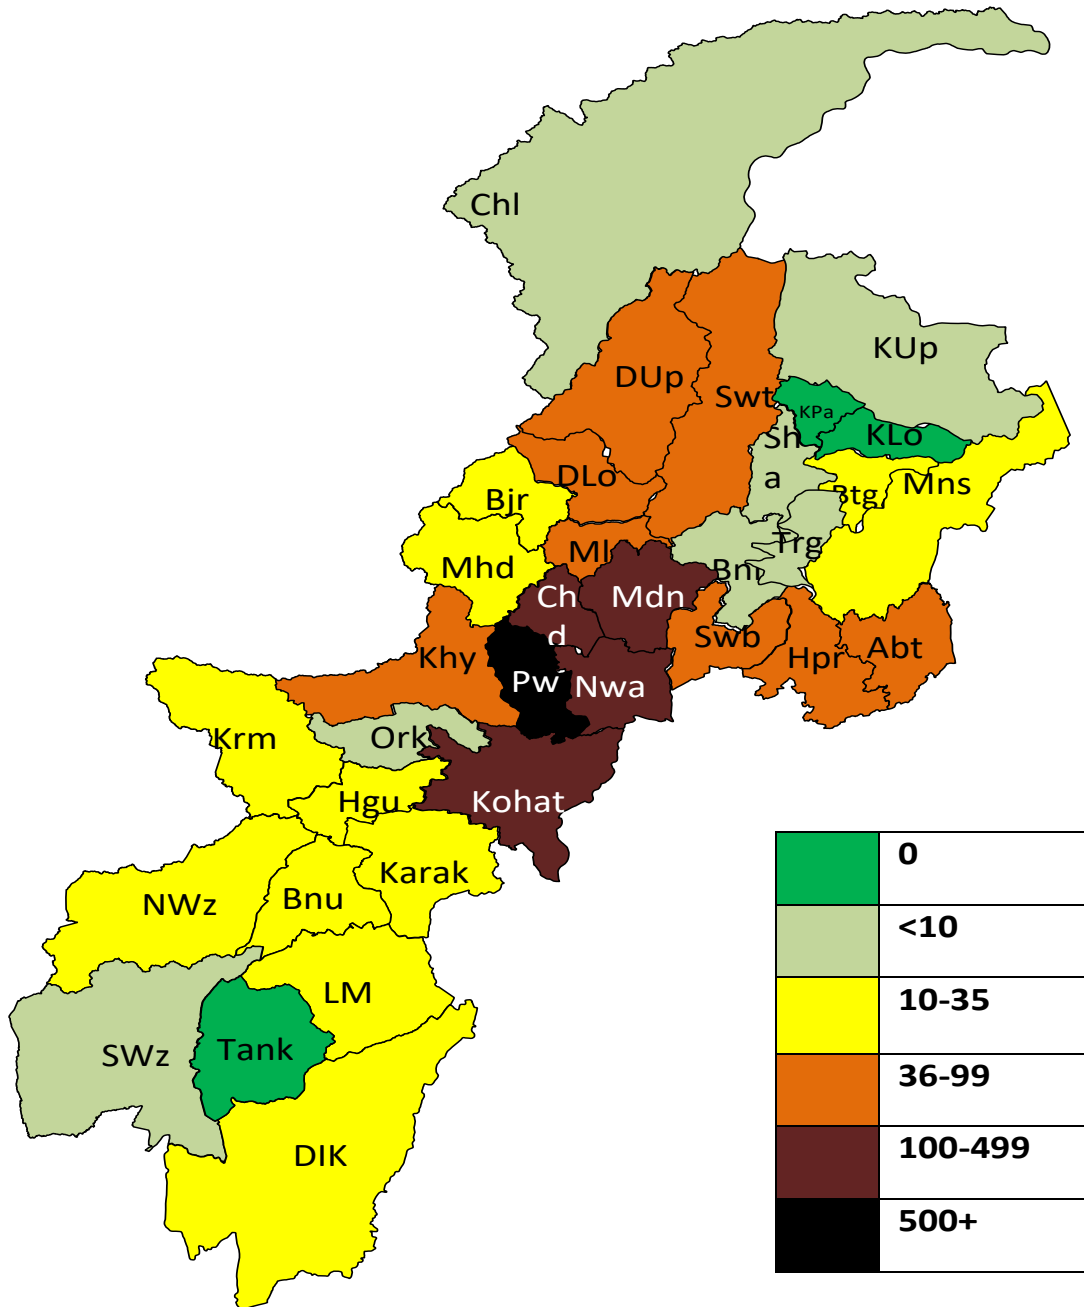 Chl
KUp
DUp
Swt
KPa
KLo
Sh
a
DLo
Bjr
Btg
Mns
Trg
Ml
Mhd
Bnr
Ch
d
Mdn
Swb
Hpr
Abt
Khy
Pw
Nwa
Krm
Ork
Hgu
Kohat
Karak
Bnu
NWz
LM
Tank
SWz
DIK
0
<10
10-35
36-99
100-499
500+